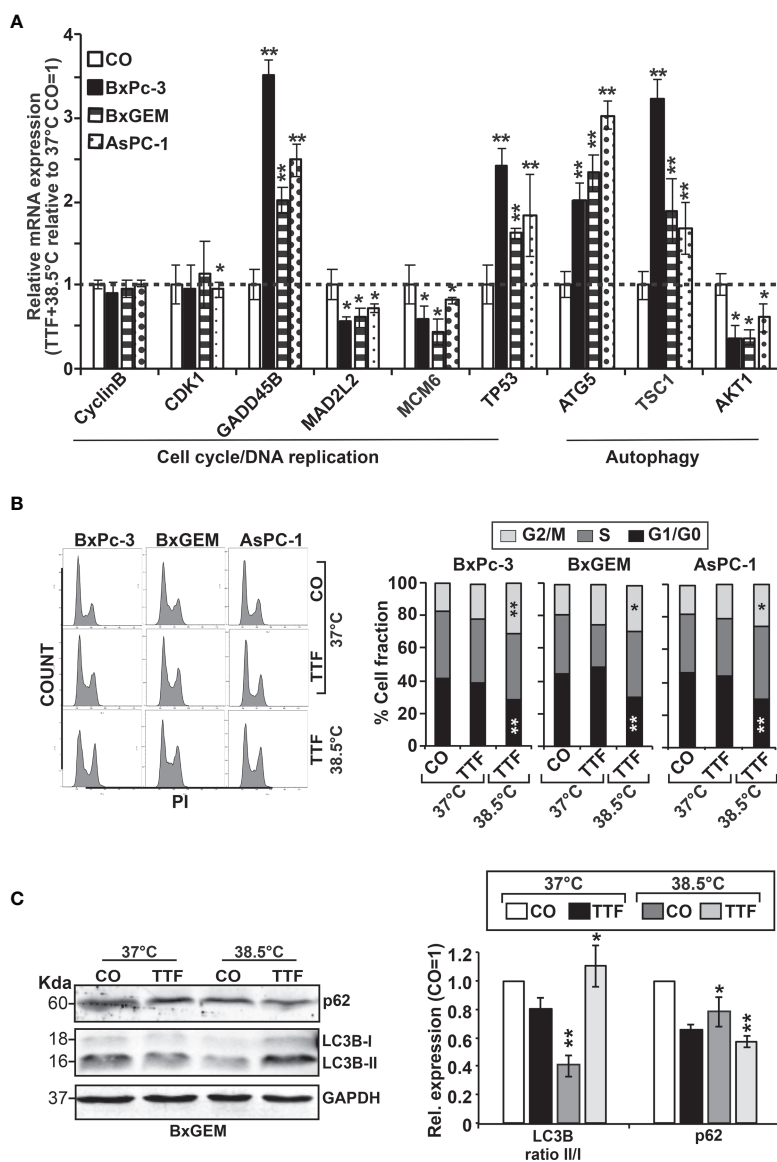 A
Relative mRNA expression
(TTF+38.5°C relative to 37°C CO=1)
4
3
2
1
0
CO
BxPc-3
BxGEM
AsPC-1
**
**
**
*
*
*
*
*
*
*
**
**
**
**
**
**
**
**
**
*
*
*
CyclinB
CDK1
GADD45B
MAD2L2
MCM6
TP53
ATG5
TSC1
AKT1
Cell cycle/DNA replication
Autophagy
B
BxPc-3 BxGEM AsPC-1
COUNT
CO
TTF
37°C
TTF
38.5°C
PI
G2/M S G1/G0
BxPc-3 BxGEM AsPC-1
% Cell fraction
100
80
60
40
20
0
**
**
*
**
*
**
CO TTF TTF CO TTF TTF CO TTF TTF
37°C 38.5°C 37°C 38.5°C 37°C 38.5°C
C
37°C 38.5°C
Kda CO TTF CO TTF
60 p62
18 LC3B-I
16 LC3B-II
37 GAPDH
BxGEM
37°C 38.5°C
CO TTF CO TTF
Rel. expression (CO=1)
1.2
1.0
0.8
0.6
0.4
0.2
0
**
*
*
**
LC3B
ratio II/I
p62